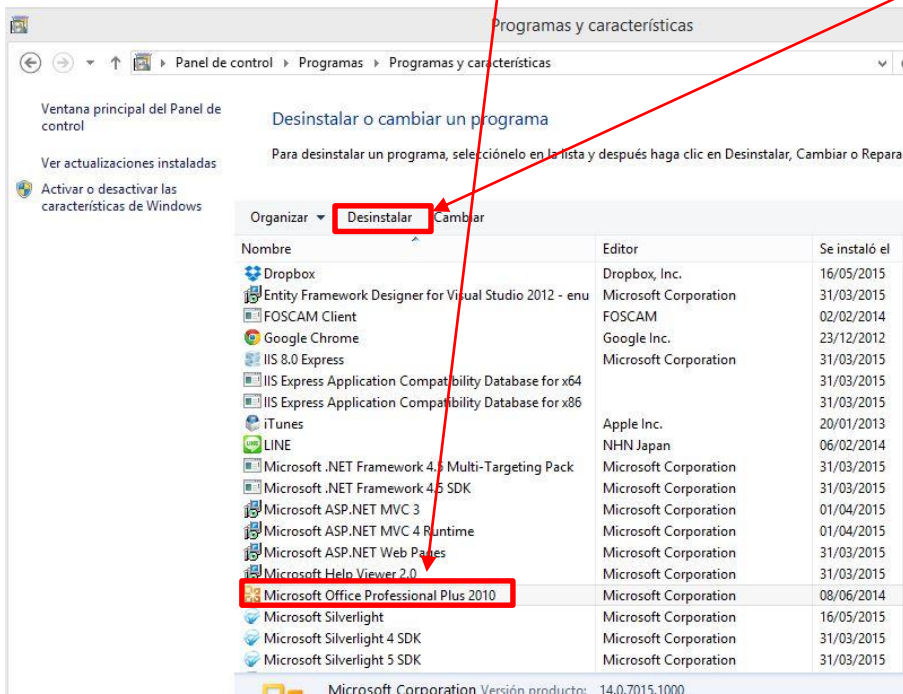 Programas y características
Panel de control ▸ Programas ▸ Programas y características
Ventana principal del Panel de
control
Ver actualizaciones instaladas
Activar o desactivar las
características de Windows
Desinstalar o cambiar un programa
Para desinstalar un programa, selecciónelo en la lista y después haga clic en Desinstalar, Cambiar o Repara
Organizar Desinstalar Cambiar
Nombre Editor Se instaló el
Dropbox Dropbox, Inc. 16/05/2015
Entity Framework Designer for Visual Studio 2012 - enu Microsoft Corporation 31/03/2015
FOSCAM Client FOSCAM 02/02/2014
Google Chrome Google Inc. 23/12/2012
IIS 8.0 Express Microsoft Corporation 31/03/2015
IIS Express Application Compatibility Database for x64 31/03/2015
IIS Express Application Compatibility Database for x86 31/03/2015
iTunes Apple Inc. 20/01/2013
LINE NHN Japan 06/02/2014
Microsoft .NET Framework 4.5 Multi-Targeting Pack Microsoft Corporation 31/03/2015
Microsoft .NET Framework 4.5 SDK Microsoft Corporation 31/03/2015
Microsoft ASP.NET MVC 3 Microsoft Corporation 01/04/2015
Microsoft ASP.NET MVC 4 Runtime Microsoft Corporation 01/04/2015
Microsoft ASP.NET Web Pages Microsoft Corporation 31/03/2015
Microsoft Help Viewer 2.0 Microsoft Corporation 31/03/2015
Microsoft Office Professional Plus 2010 Microsoft Corporation 08/06/2014
Microsoft Silverlight Microsoft Corporation 16/05/2015
Microsoft Silverlight 4 SDK Microsoft Corporation 31/03/2015
Microsoft Silverlight 5 SDK Microsoft Corporation 31/03/2015
Microsoft Corporation Versión producto: 14.0.7015.1000